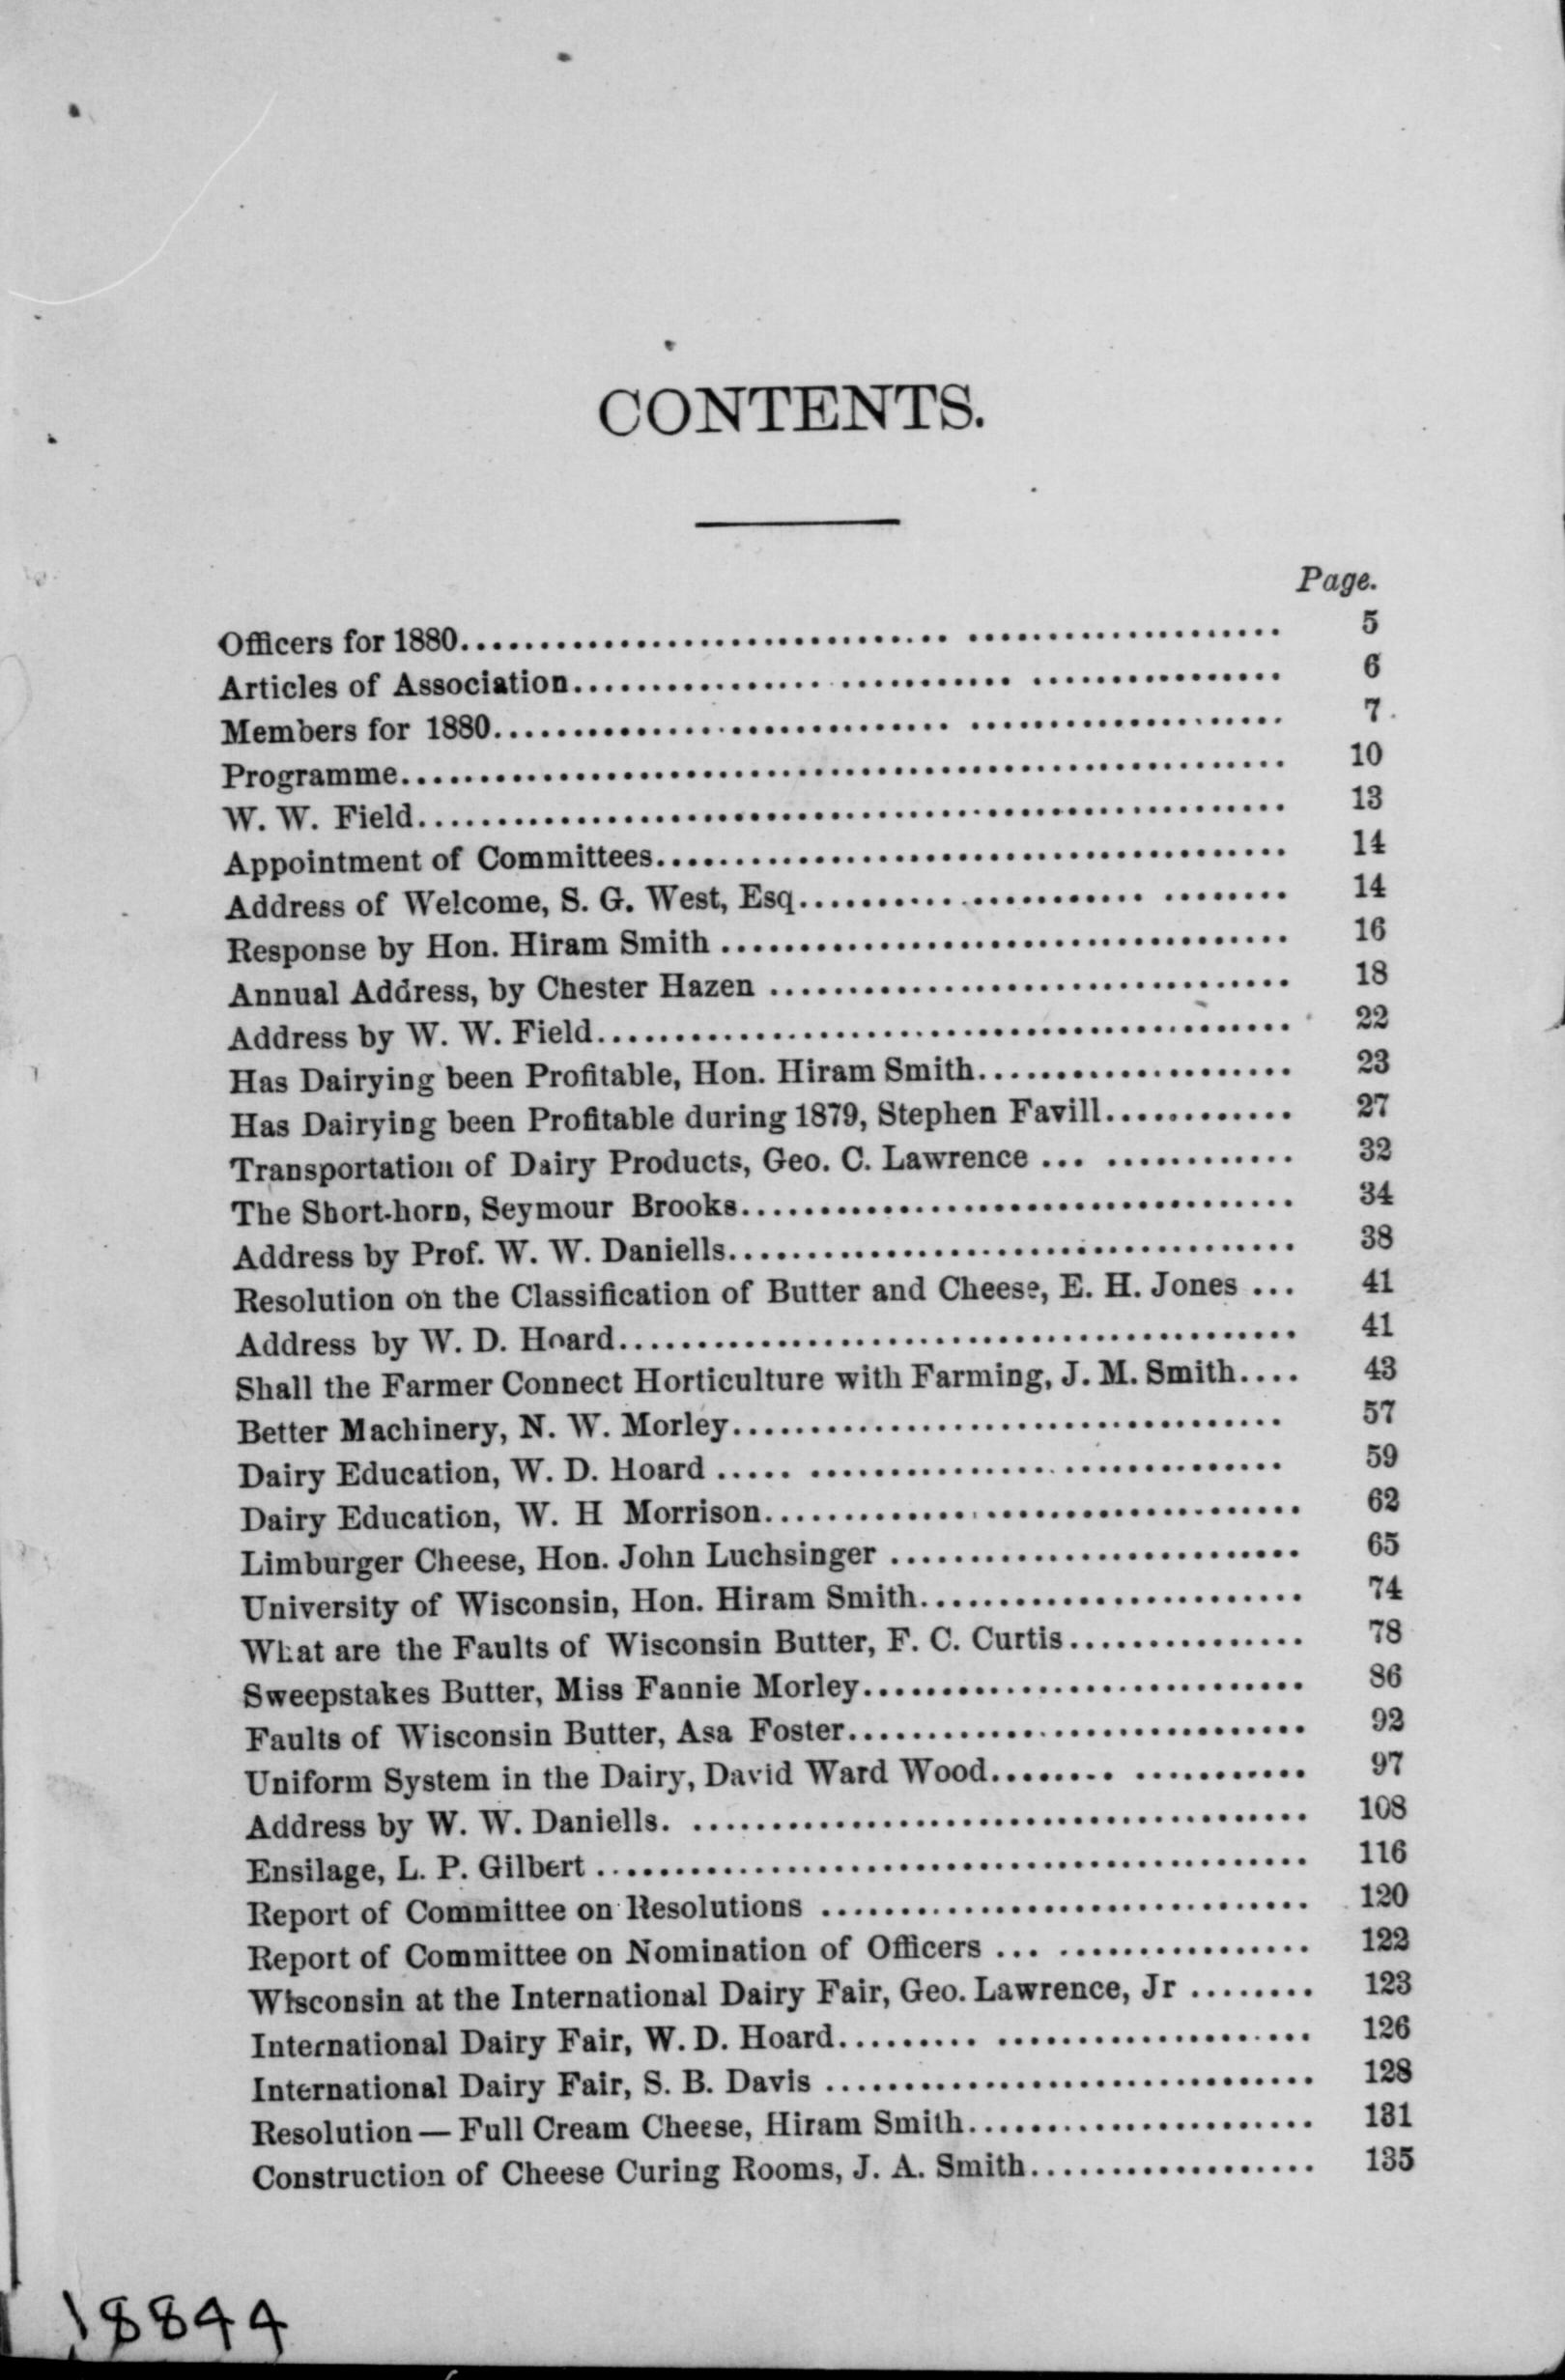 CONTENTS.
Page.
Officers for 1880.................................................. 5
Articles of Association............................................ 6
Members for 1880.................................................. 7
Programme........................................................ 10
W. W. Field....................................................... 13
Appointment of Committees........................................ 14
Address of Welcome, S. G. West, Esq.............................. 14
Response by Hon. Hiram Smith .................................... 16
Annual Address, by Chester Hazen ................................. 18
Address by W. W. Field............................................ 22
Has Dairying been Profitable, Hon. Hiram Smith.................... 23
Has Dairying been Profitable during 1879, Stephen Favill............ 27
Transportation of Dairy Products, Geo. C. Lawrence ... ............ 32
The Short-horn, Seymour Brooks................................... 34
Address by Prof. W. W. Daniells.................................... 38
Resolution on the Classification of Butter and Cheese, E. H. Jones ... 41
Address by W. D. Hoard........................................... 41
Shall the Farmer Connect Horticulture with Farming, J. M. Smith.... 43
Better Machinery, N. W. Morley................................... 57
Dairy Education, W. D. Hoard ..... .............................. 59
Dairy Education, W. H Morrison.................................. 62
Limburger Cheese, Hon. John Luchsinger .......................... 65
University of Wisconsin, Hon. Hiram Smith........................ 74
What are the Faults of Wisconsin Butter, F. C. Curtis............... 78
Sweepstakes Butter, Miss Fannie Morley............................ 86
Faults of Wisconsin Butter, Asa Foster............................. 92
Uniform System in the Dairy, David Ward Wood........ ........... 97
Address by W. W. Daniells. ....................................... 108
Ensilage, L. P. Gilbert ............................................. 116
Report of Committee on Resolutions ............................... 120
Report of Committee on Nomination of Officers ... ................ 122
Wisconsin at the International Dairy Fair, Geo. Lawrence, Jr ........ 123
International Dairy Fair, W. D. Hoard......... .................... 126
International Dairy Fair, S. B. Davis ............................... 128
Resolution — Full Cream Cheese, Hiram Smith...................... 131
Construction of Cheese Curing Rooms, J. A. Smith.................. 135
18844